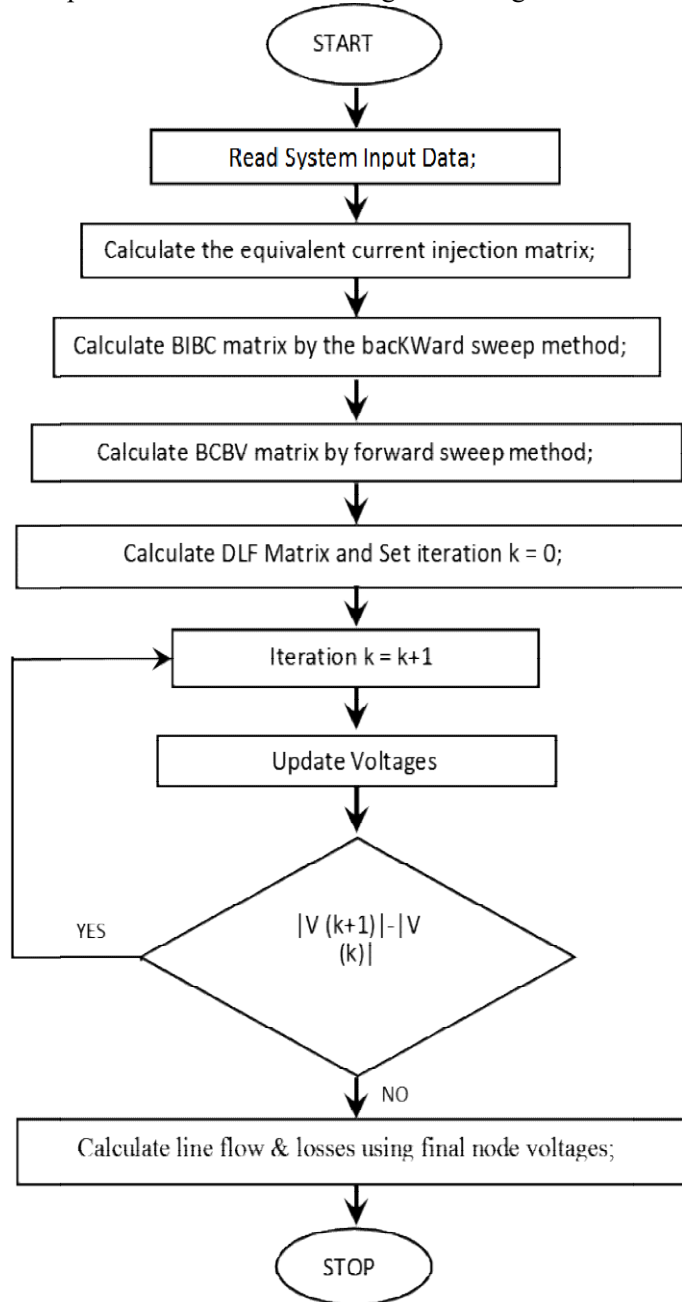 START
Read System Input Data;
Calculate the equivalent current injection matrix;
Calculate BIBC matrix by the bacKWard sweep method;
Calculate BCBV matrix by forward sweep method;
Calculate DLF Matrix and Set iteration k = 0;
Iteration k = k+1
Update Voltages
|V (k+1)|-|V
(k)|
YES
NO
Calculate line flow & losses using final node voltages;
STOP